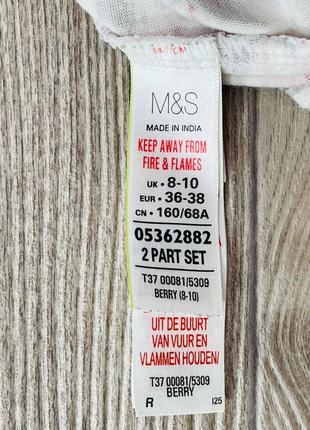 M&S
MADE IN INDIA
KEEP AWAY FROM
FIRE & FLAMES
UK • 8-10
EUR • 36-38
CN • 160/68A
05362882
2 PART SET
T37 00081/5309
BERRY (8-10)
UIT DE BUURT
VAN VUUR EN
VLAMMEN HOUDEN/
T37 00081/5309
BERRY
R I25